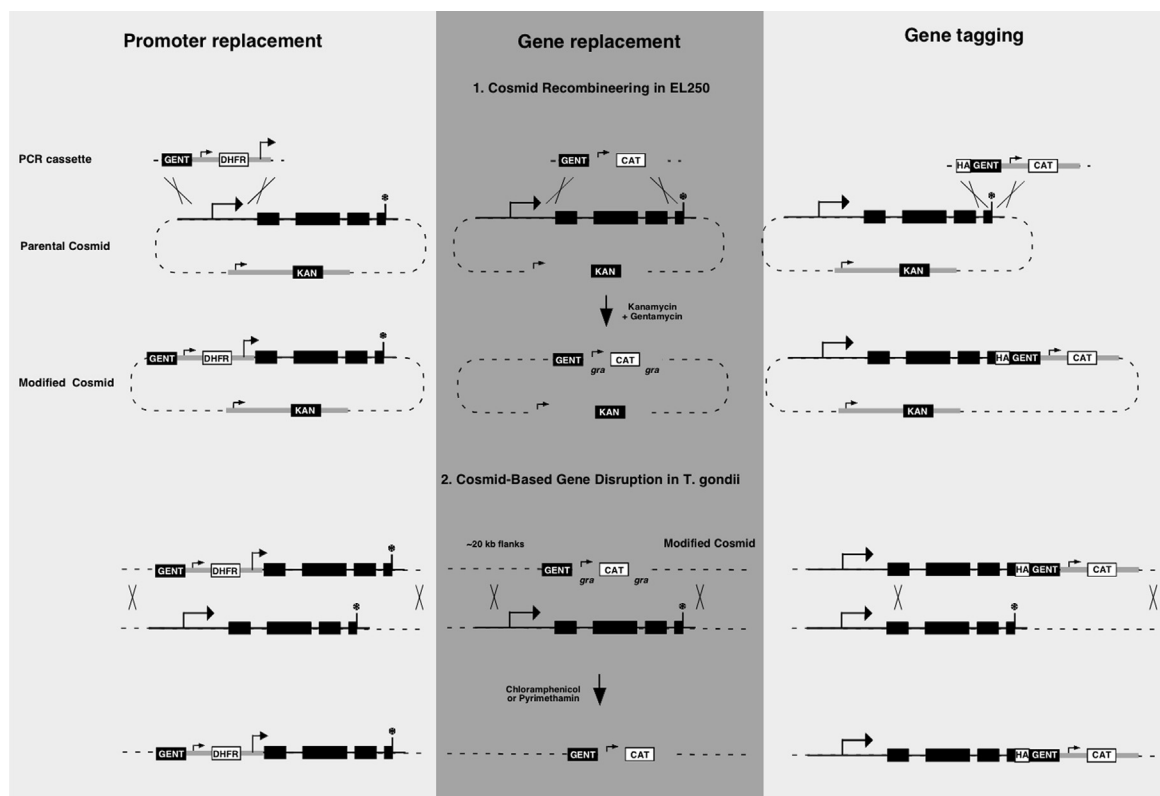 Promoter replacement
Gene replacement
Gene tagging
1. Cosmid Recombineering in EL250
PCR cassette
GENT DHFR
GENT CAT
HA GENT CAT
Parental Cosmid
KAN
KAN
KAN
Kanamycin
+ Gentamycin
GENT DHFR
GENT CAT
gra gra
HA GENT CAT
Modified Cosmid
KAN
KAN
KAN
2. Cosmid-Based Gene Disruption in T. gondii
~20 kb flanks
Modified Cosmid
GENT DHFR
GENT CAT
gra gra
HA GENT CAT
Chloramphenicol
or Pyrimethamin
GENT DHFR
GENT CAT
HA GENT CAT